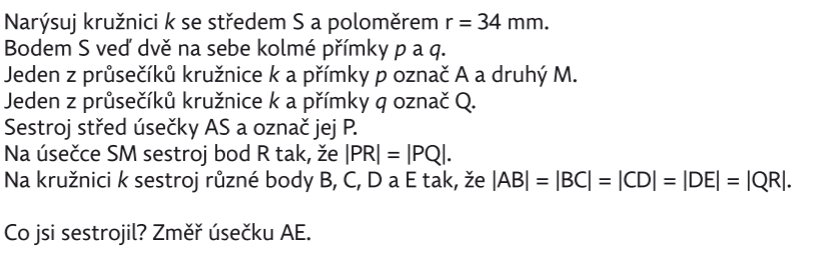 Narýsuj kružnici k se středem S a poloměrem r = 34 mm.
Bodem S veď dvě na sebe kolmé přímky p a q.
Jeden z průsečíků kružnice k a přímky p označ A a druhý M.
Jeden z průsečíků kružnice k a přímky q označ Q.
Sestroj střed úsečky AS a označ jej P.
Na úsečce SM sestroj bod R tak, že |PR| = |PQ|.
Na kružnici k sestroj různé body B, C, D a E tak, že |AB| = |BC| = |CD| = |DE| = |QR|.
Co jsi sestrojil? Změř úsečku AE.